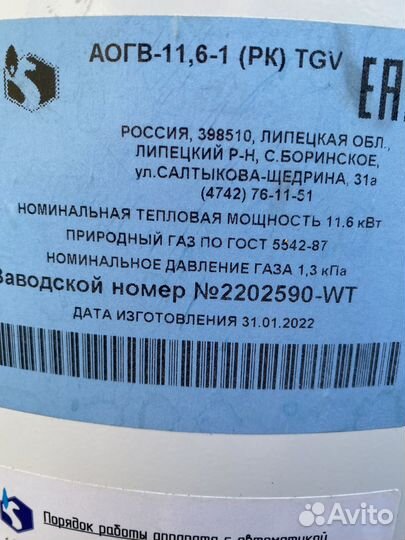 АОГВ-11,6-1 (РК) TGV
EAC
РОССИЯ, 398510, ЛИПЕЦКАЯ ОБЛ.,
ЛИПЕЦКИЙ Р-Н, С.БОРИНСКОЕ,
ул.САЛТЫКОВА-ЩЕДРИНА, 31а
(4742) 76-11-51
НОМИНАЛЬНАЯ ТЕПЛОВАЯ МОЩНОСТЬ 11.6 кВт
ПРИРОДНЫЙ ГАЗ ПО ГОСТ 5542-87
НОМИНАЛЬНОЕ ДАВЛЕНИЕ ГАЗА 1,3 кПа
Заводской номер №2202590-WT
ДАТА ИЗГОТОВЛЕНИЯ 31.01.2022
Порядок работы аппарата с автоматикой
Avito